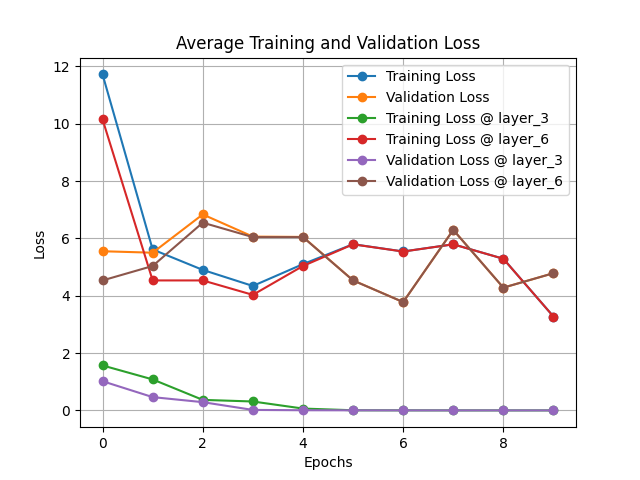 Average Training and Validation Loss
Training Loss
Validation Loss
Training Loss @ layer_3
Training Loss @ layer_6
Validation Loss @ layer_3
Validation Loss @ layer_6
12
10
8
6
4
2
0
Loss
0 2 4 6 8
Epochs